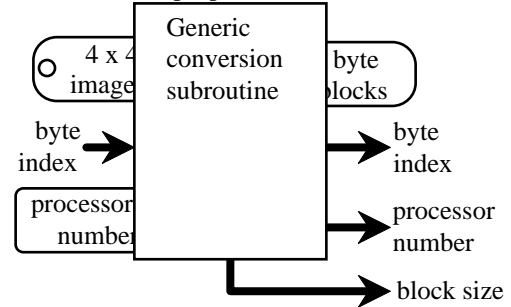 Generic
conversion
subroutine
4 x 4
image
byte
blocks
byte
index
byte
index
processor
number
processor
number
block size